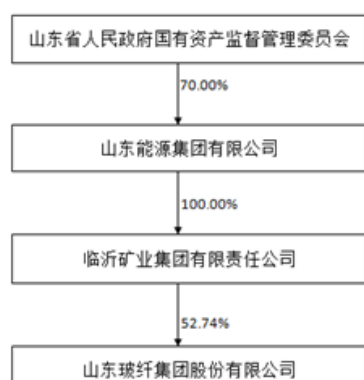 山东省人民政府国有资产监督管理委员会
70.00%
山东能源集团有限公司
100.00%
临沂矿业集团有限责任公司
52.74%
山东玻纤集团股份有限公司